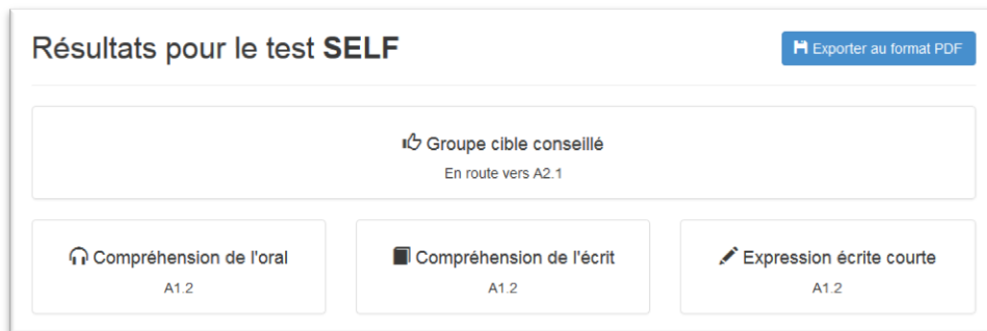 Résultats pour le test SELF
Exporter au format PDF
Groupe cible conseillé
En route vers A2.1
Compréhension de l'oral
A1.2
Compréhension de l'écrit
A1.2
Expression écrite courte
A1.2